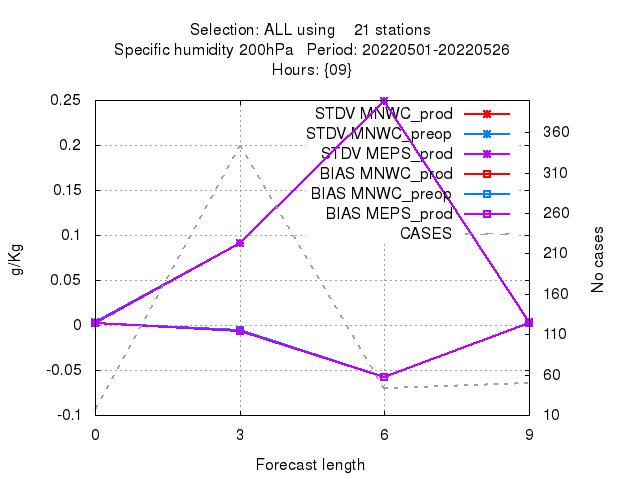 Selection: ALL using    21 stations
Specific humidity 200hPa   Period: 20220501-20220526
Hours: {09}
0.25
0.2
0.15
0.1
0.05
0
-0.05
-0.1
g/Kg
STDV MNWC_prod
STDV MNWC_preop
STDV MEPS_prod
BIAS MNWC_prod
BIAS MNWC_preop
BIAS MEPS_prod
CASES
360
310
260
210
160
110
60
10
No cases
0 3 6 9
Forecast length